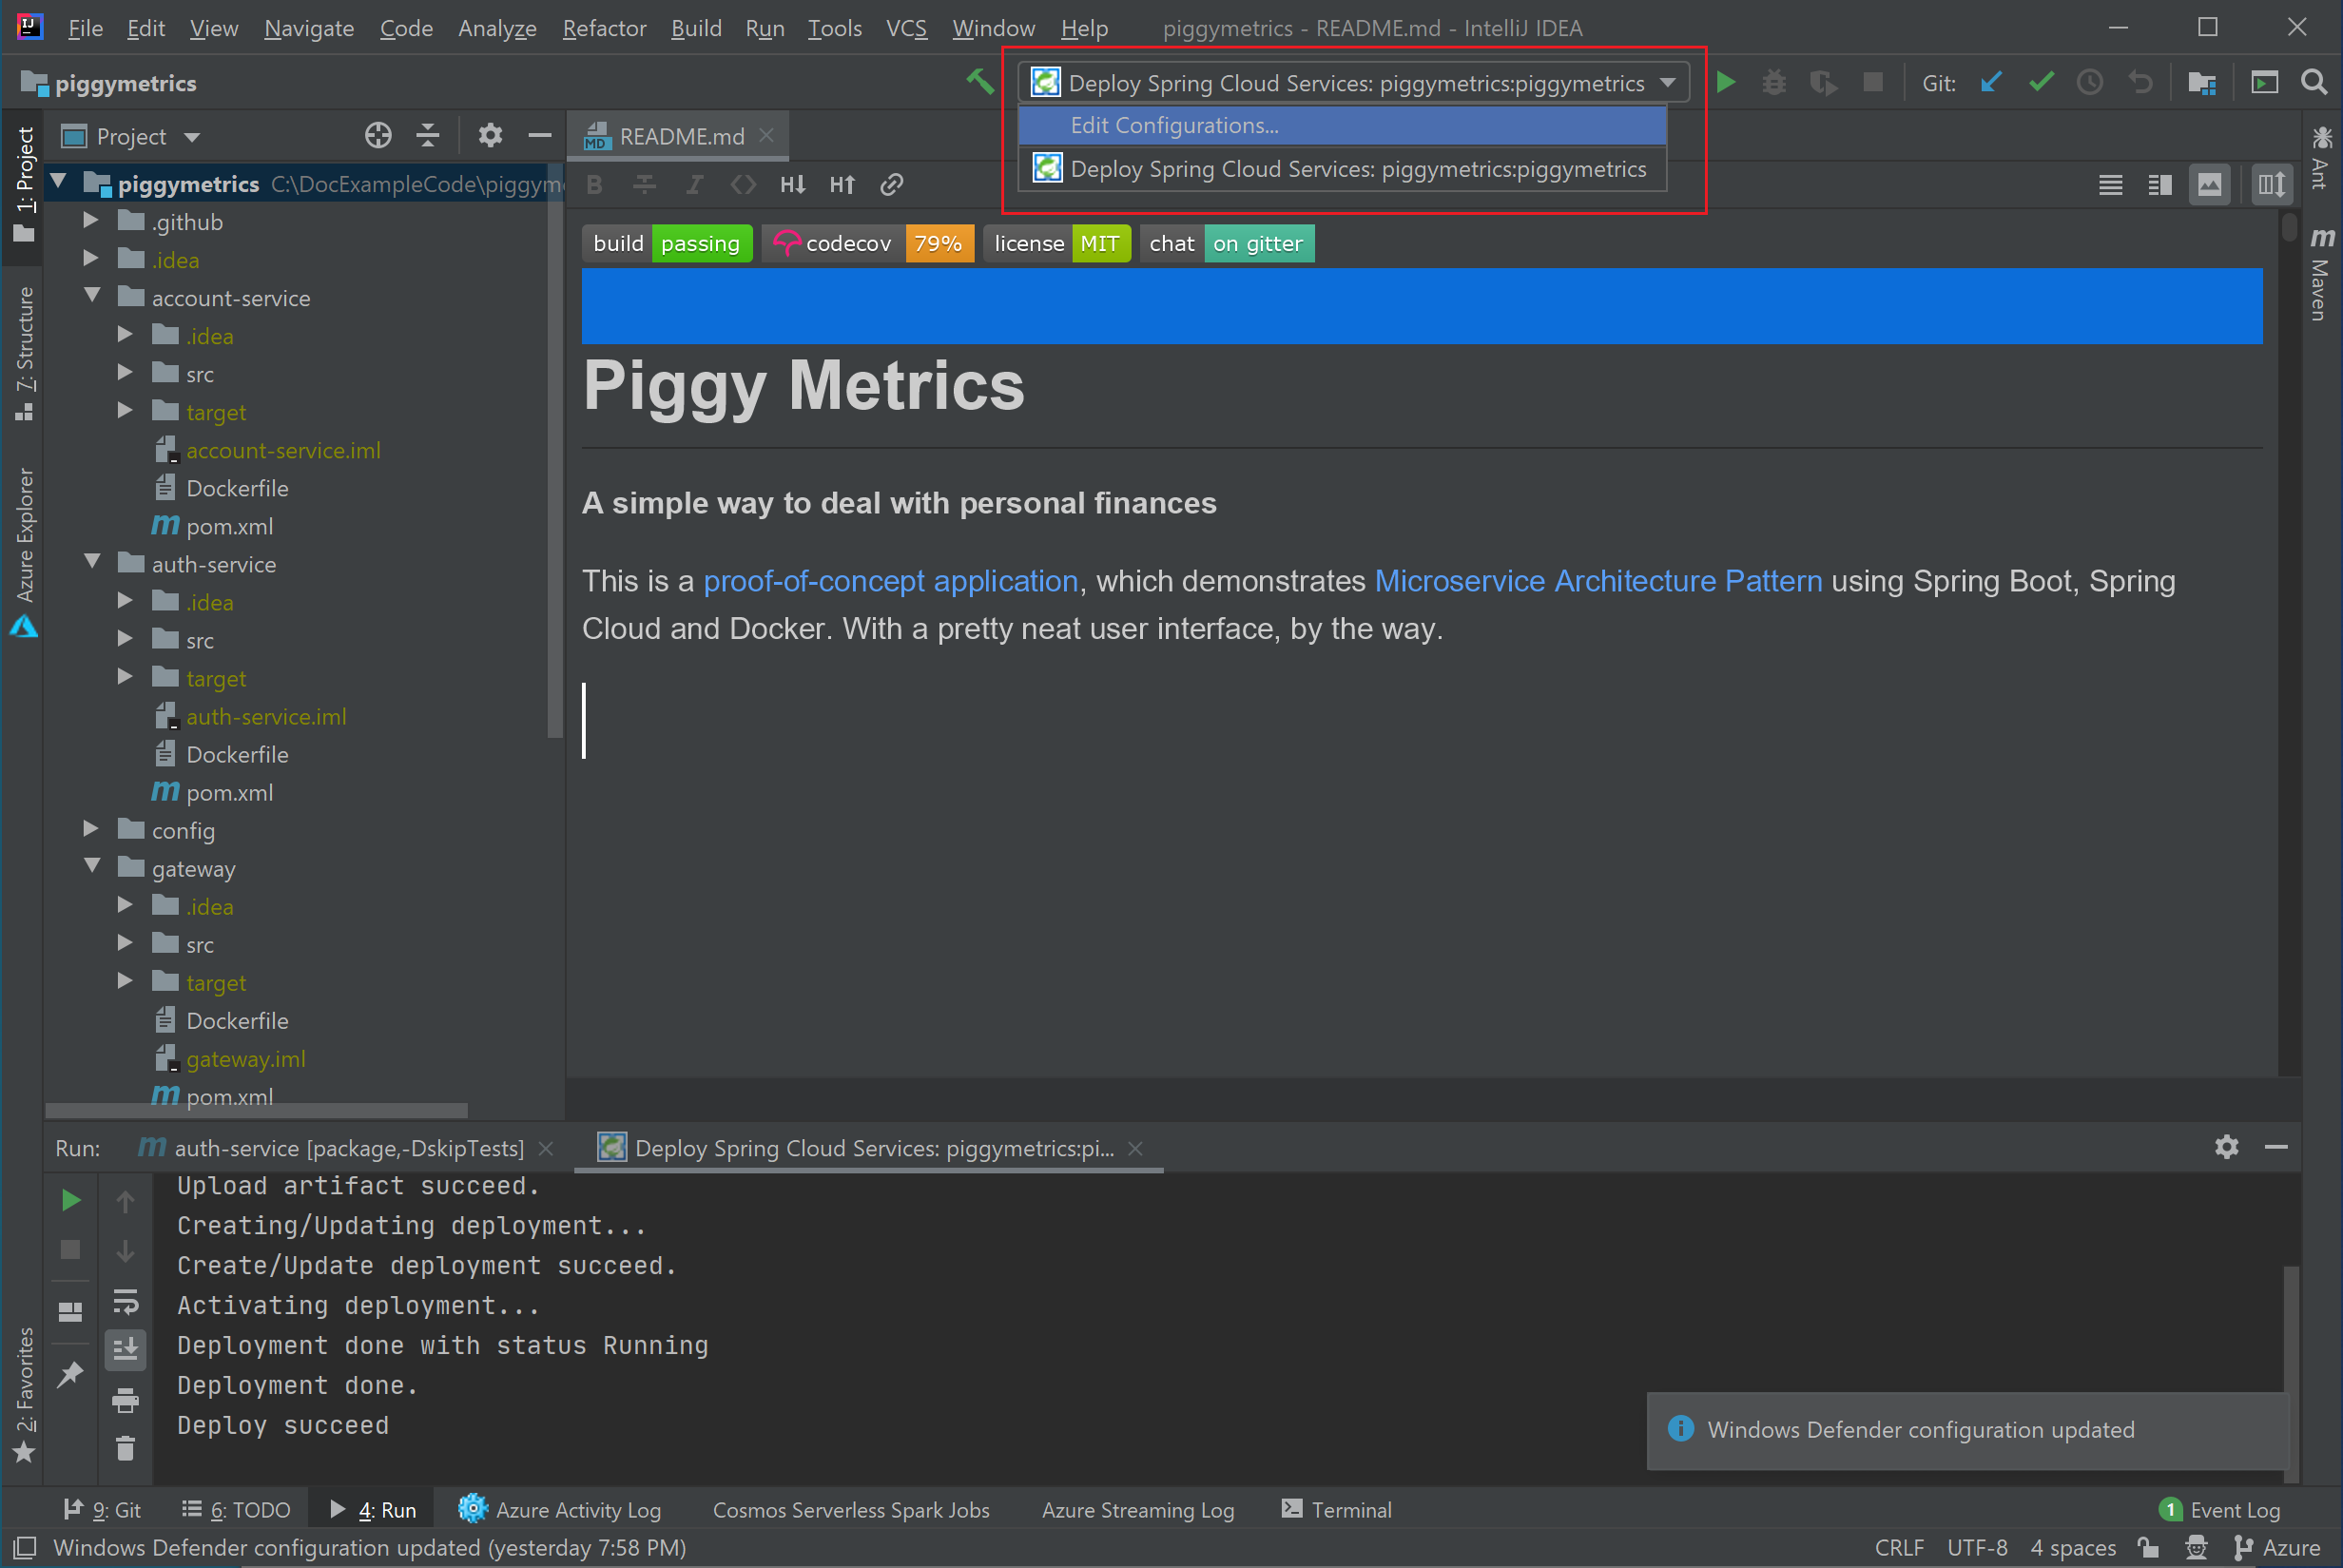 File Edit View Navigate Code Analyze Refactor Build Run Tools VCS Window Help piggymetrics - README.md - IntelliJ IDEA
piggymetrics
Deploy Spring Cloud Services: piggymetrics:piggymetrics
Git:
Edit Configurations...
Deploy Spring Cloud Services: piggymetrics:piggymetrics
1: Project
7: Structure
Azure Explorer
2: Favorites
Project
piggymetrics C:\DocExampleCode\piggym
.github
.idea
account-service
.idea
src
target
account-service.iml
Dockerfile
pom.xml
auth-service
.idea
src
target
auth-service.iml
Dockerfile
pom.xml
config
gateway
.idea
src
target
Dockerfile
gateway.iml
pom.xml
README.md
build passing codecov 79% license MIT chat on gitter
Piggy Metrics
A simple way to deal with personal finances
This is a proof-of-concept application, which demonstrates Microservice Architecture Pattern using Spring Boot, Spring
Cloud and Docker. With a pretty neat user interface, by the way.
Ant
Maven
Run: auth-service [package,-DskipTests] Deploy Spring Cloud Services: piggymetrics:pi...
Upload artifact succeed.
Creating/Updating deployment...
Create/Update deployment succeed.
Activating deployment...
Deployment done with status Running
Deployment done.
Deploy succeed
Windows Defender configuration updated
9: Git 6: TODO 4: Run Azure Activity Log Cosmos Serverless Spark Jobs Azure Streaming Log Terminal 1 Event Log
Windows Defender configuration updated (yesterday 7:58 PM) CRLF UTF-8 4 spaces Azure